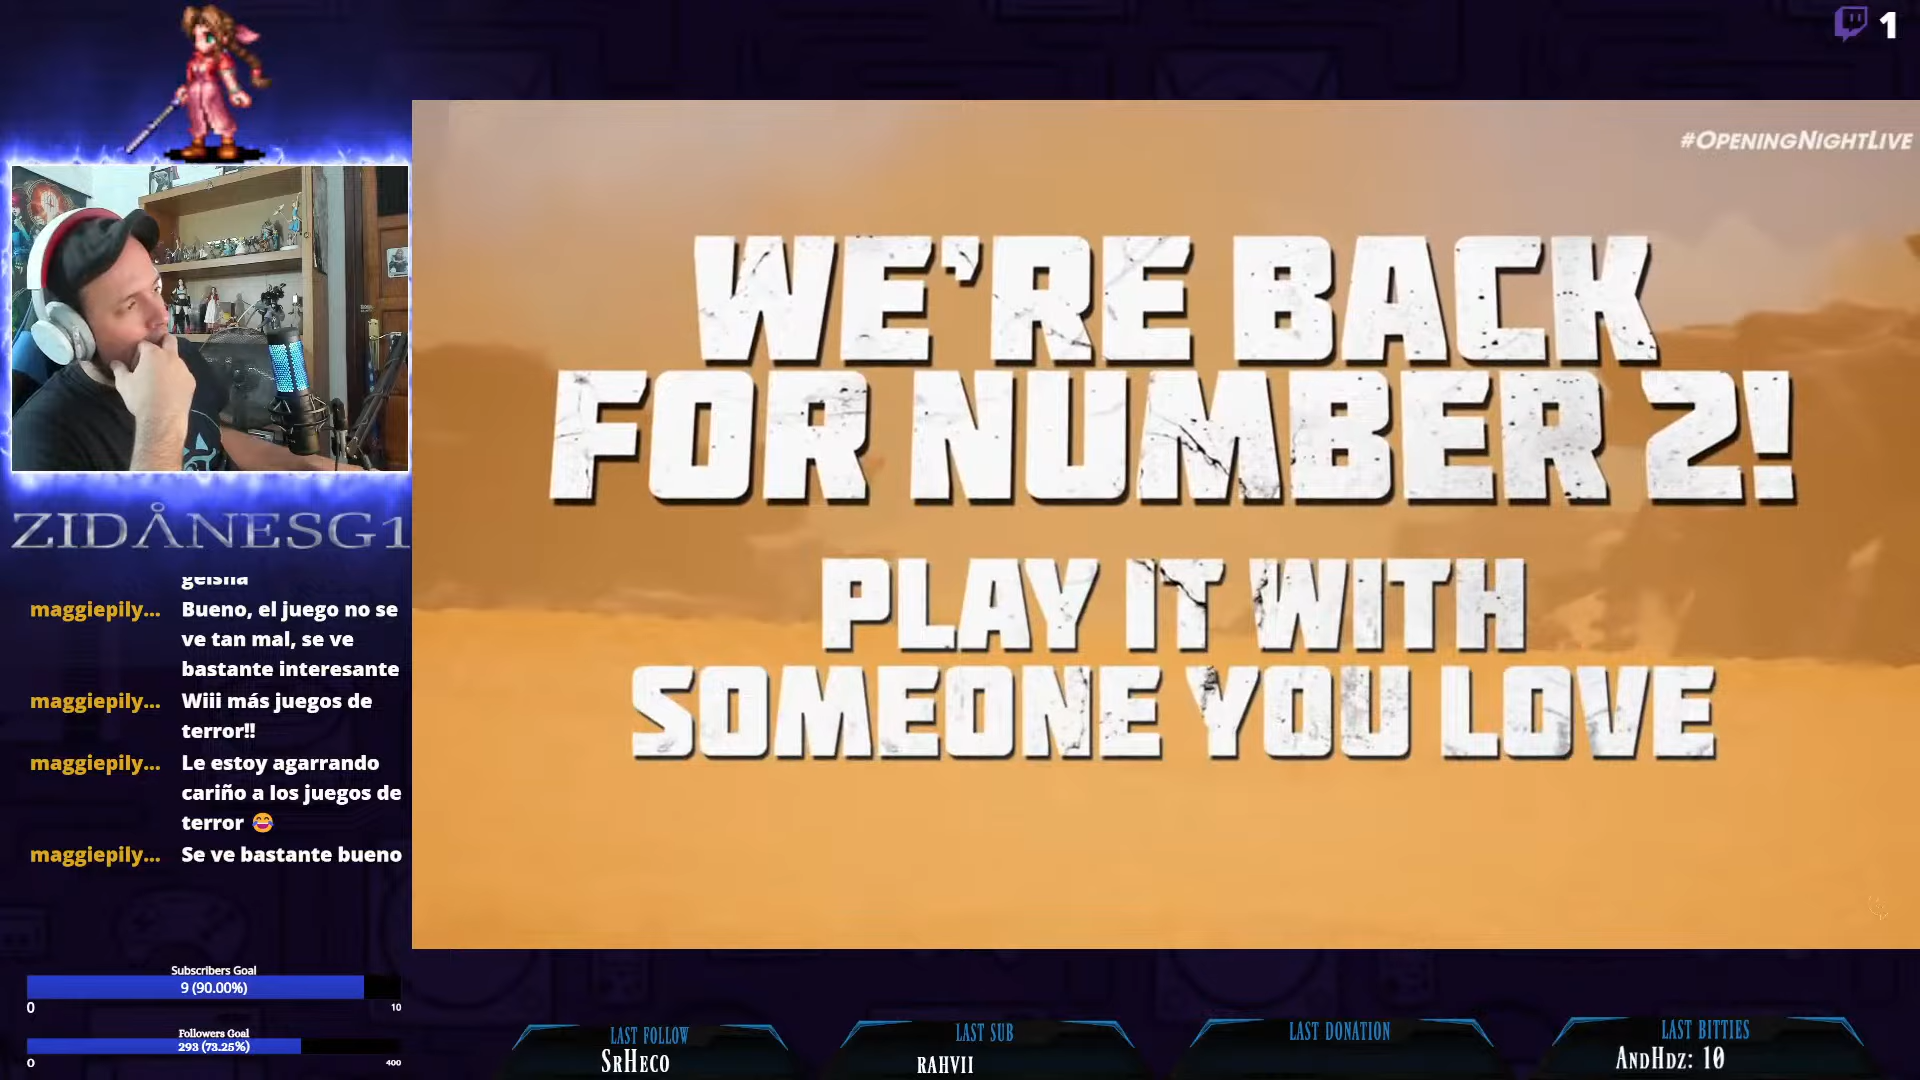 1
#OPENINGNIGHTLIVE
WE'RE BACK
FOR NUMBER 2!
PLAY IT WITH
SOMEONE YOU LOVE
ZIDÅNESG1
geisha
maggiepily... Bueno, el juego no se
ve tan mal, se ve
bastante interesante
maggiepily... Wiii más juegos de
terror!!
maggiepily... Le estoy agarrando
cariño a los juegos de
terror 😂
maggiepily... Se ve bastante bueno
Subscribers Goal
9 (90.00%)
0 10
Followers Goal
293 (73.25%)
0 400
LAST FOLLOW
SRHECO
LAST SUB
RAHVII
LAST DONATION
LAST BITTIES
ANDHDZ: 10